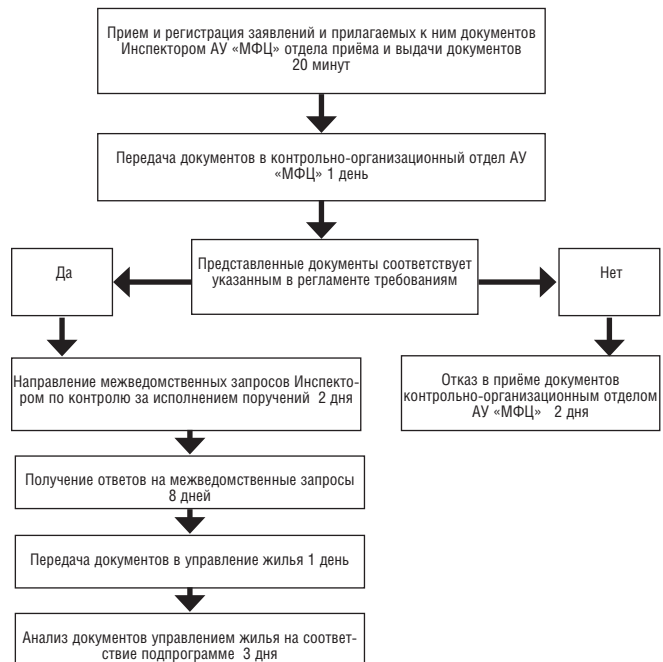 Прием и регистрация заявлений и прилагаемых к ним документов
Инспектором АУ «МФЦ» отдела приёма и выдачи документов
20 минут
Передача документов в контрольно-организационный отдел АУ
«МФЦ» 1 день
Представленные документы соответствует
указанным в регламенте требованиям
Да
Нет
Направление межведомственных запросов Инспекто-
ром по контролю за исполнением поручений 2 дня
Отказ в приёме документов
контрольно-организационным отделом
АУ «МФЦ» 2 дня
Получение ответов на межведомственные запросы
8 дней
Передача документов в управление жилья 1 день
Анализ документов управлением жилья на соответ-
ствие подпрограмме 3 дня